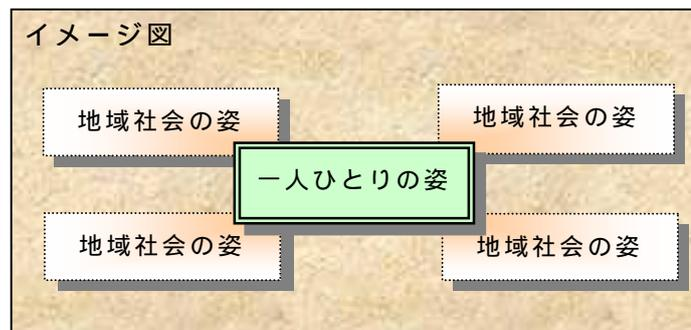 イメージ図
地域社会の姿
地域社会の姿
一人ひとりの姿
地域社会の姿
地域社会の姿